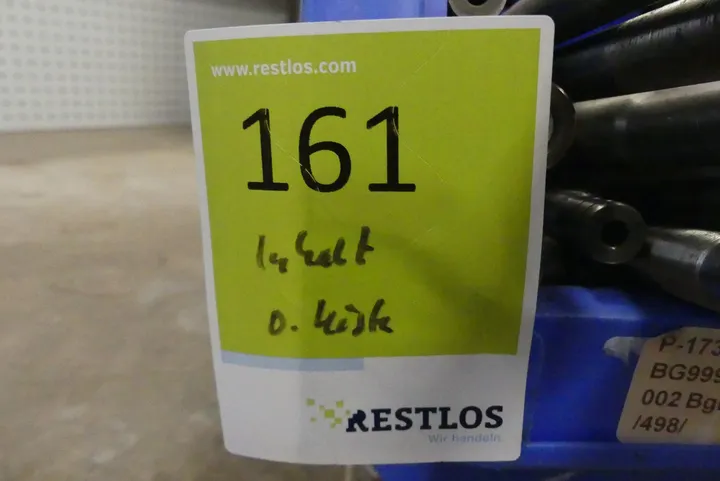 www.restlos.com
161
Inhalt
o. Kiste
RESTLOS
Wir handeln
P-173
BG999
002 Bg
/498/